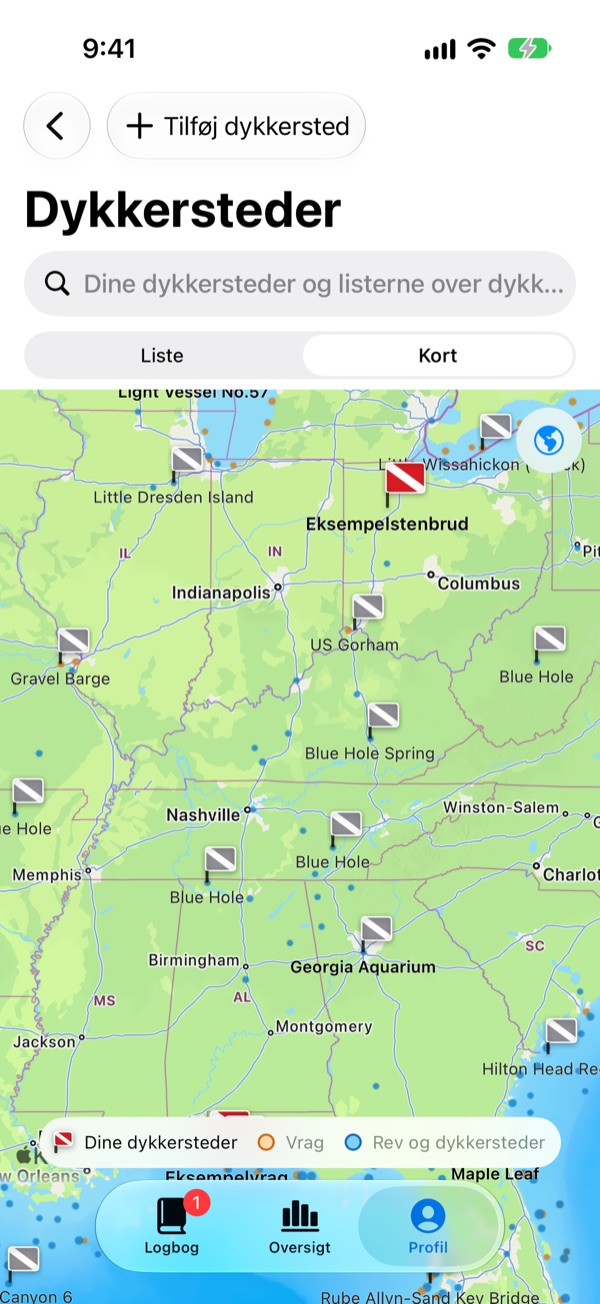 9:41
Tilføj dykkersted
Dykkersteder
Dine dykkersteder og listerne over dykk...
Liste
Kort
Light Vessel No.57
Wissahickon
Little Dresden Island
Eksempelstenbrud
IL
IN
Indianapolis
Columbus
US Gorham
Gravel Barge
Blue Hole
Blue Hole Spring
Nashville
Winston-Salem
Hole
Blue Hole
Memphis
Blue Hole
Birmingham
Georgia Aquarium
SC
MS
AL
Montgomery
Jackson
Hilton Head Re
Dine dykkersteder
Vrag
Rev og dykkersteder
Orleans
Eksempelvrag
Maple Leaf
1
Logbog
Oversigt
Profil
Canyon 6
Rube Allyn-Sand Key Bridge